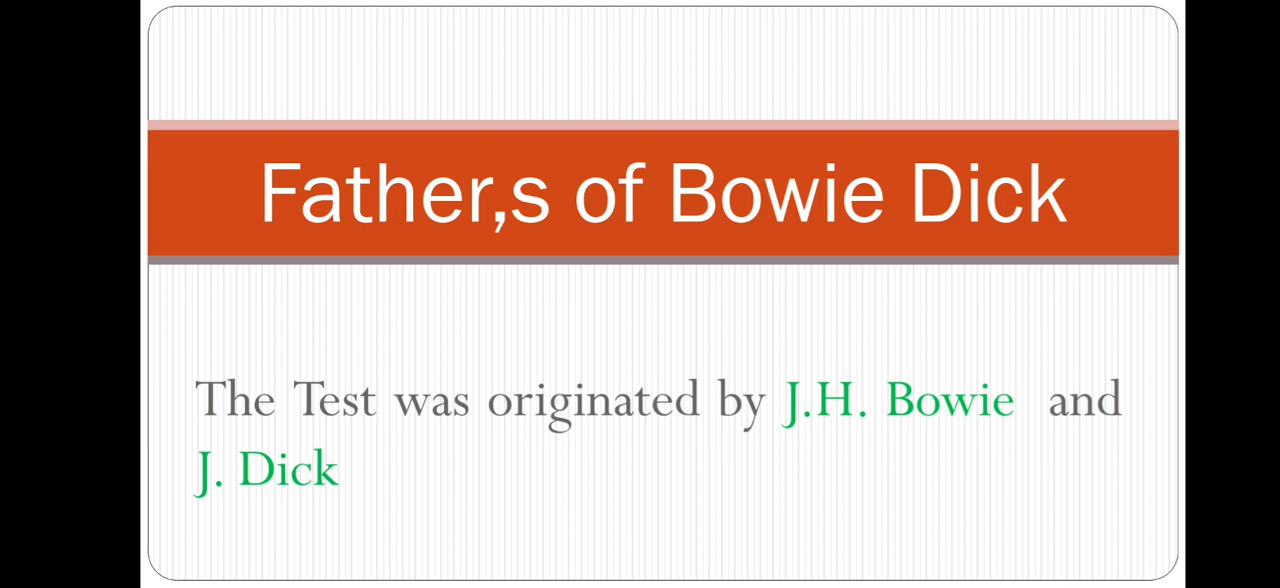 Father,s of Bowie Dick
The Test was originated by J.H. Bowie and
J. Dick